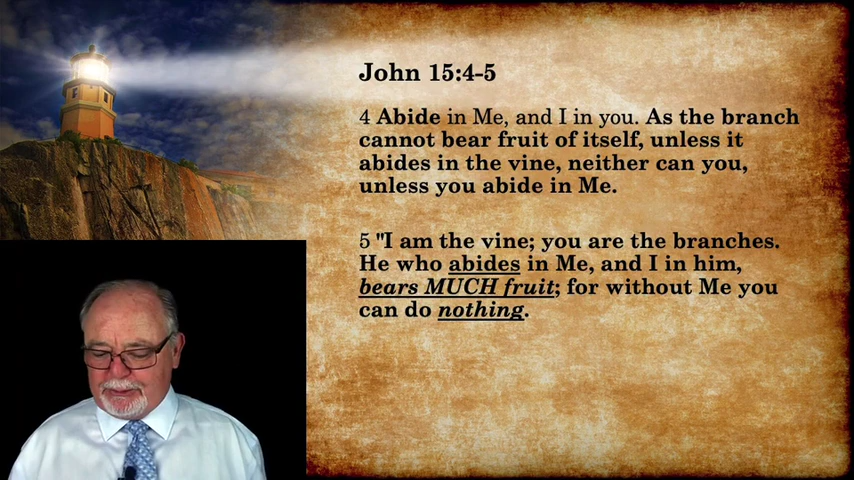 John 15:4-5
4 Abide in Me, and I in you. As the branch
cannot bear fruit of itself, unless it
abides in the vine, neither can you,
unless you abide in Me.
5 "I am the vine; you are the branches.
He who abides in Me, and I in him,
bears MUCH fruit; for without Me you
can do nothing.